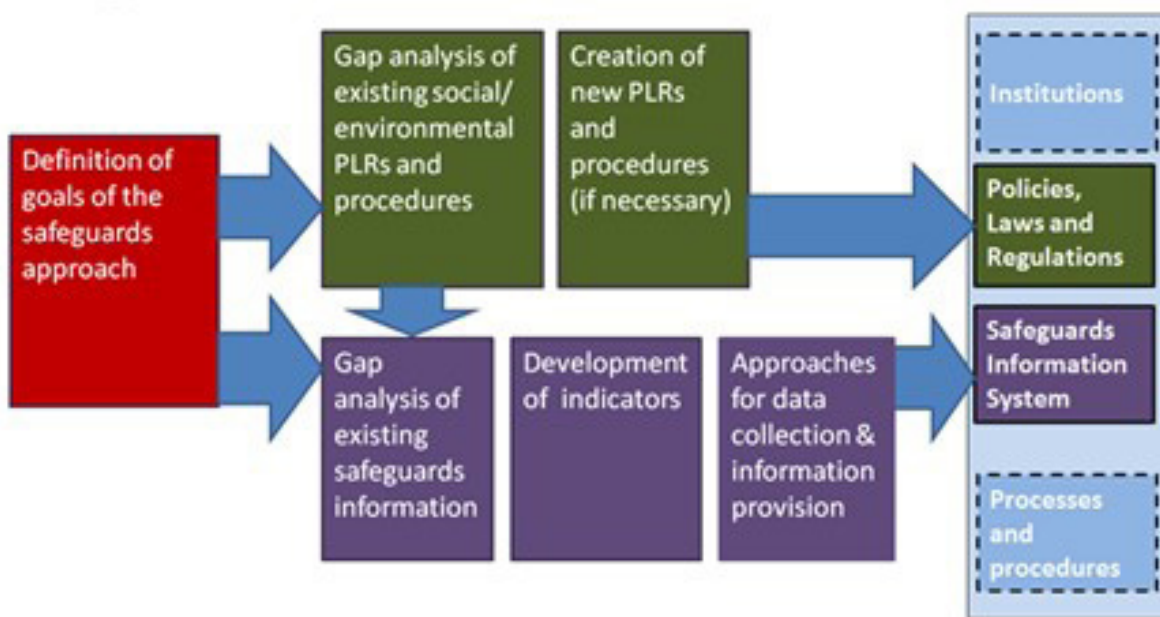 Definition of
goals of the
safeguards
approach
Gap analysis of
existing social/
environmental
PLRs and
procedures
Creation of
new PLRs
and
procedures
(if necessary)
Gap
analysis of
existing
safeguards
information
Development
of indicators
Approaches
for data
collection &
information
provision
Institutions
Policies,
Laws and
Regulations
Safeguards
Information
System
Processes
and
procedures